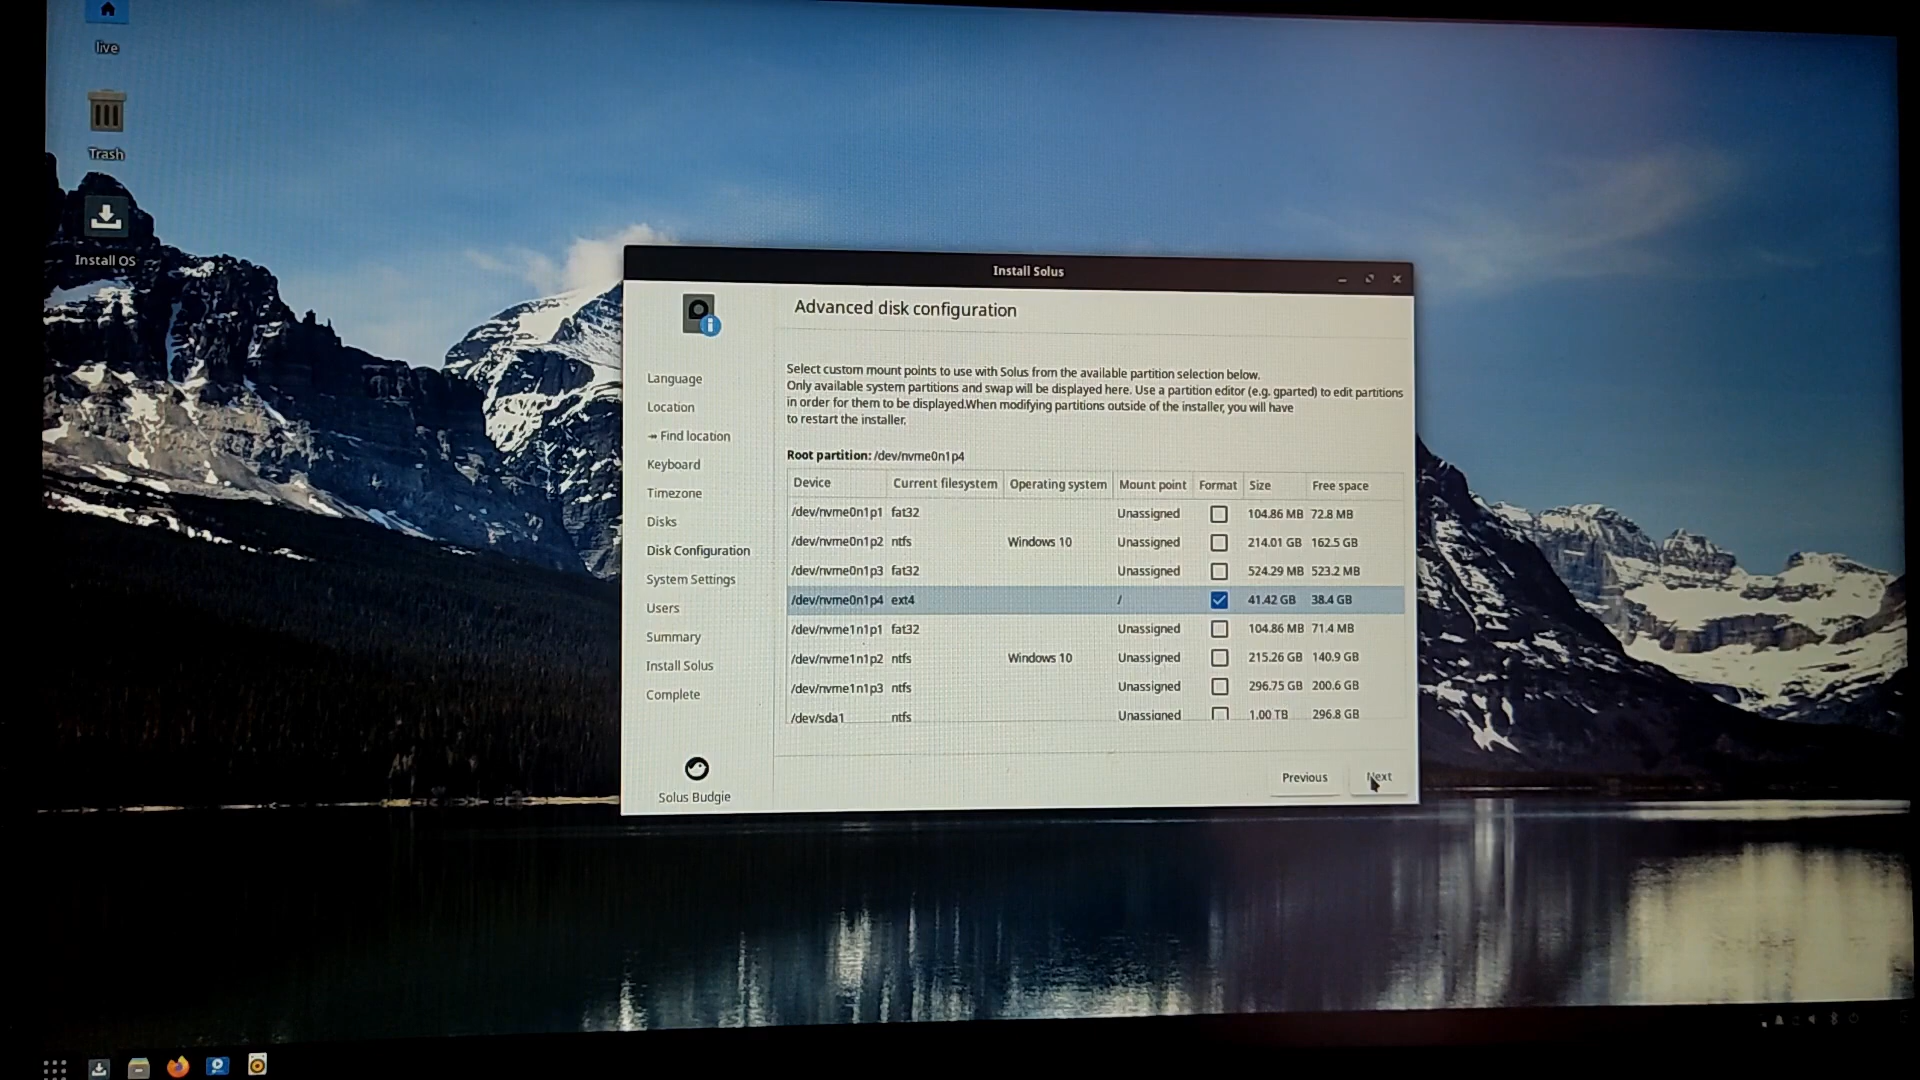 live
Trash
Install OS
Install Solus
Advanced disk configuration
Language
Location
Find location
Keyboard
Timezone
Disks
Disk Configuration
System Settings
Users
Summary
Install Solus
Complete
Solus Budgie
Select custom mount points to use with Solus from the available partition selection below.
Only available system partitions and swap will be displayed here. Use a partition editor (e.g. gparted) to edit partitions
in order for them to be displayed.When modifying partitions outside of the installer, you will have
to restart the installer.
Root partition: /dev/nvme0n1p4
Device Current filesystem Operating system Mount point Format Size Free space
/dev/nvme0n1p1 fat32 Unassigned 104.86 MB 72.8 MB
/dev/nvme0n1p2 ntfs Windows 10 Unassigned 214.01 GB 162.5 GB
/dev/nvme0n1p3 fat32 Unassigned 524.29 MB 523.2 MB
/dev/nvme0n1p4 ext4 / 41.42 GB 38.4 GB
/dev/nvme1n1p1 fat32 Unassigned 104.86 MB 71.4 MB
/dev/nvme1n1p2 ntfs Windows 10 Unassigned 215.26 GB 140.9 GB
/dev/nvme1n1p3 ntfs Unassigned 296.75 GB 200.6 GB
/dev/sda1 ntfs Unassigned 1.00 TB 296.8 GB
Previous Next